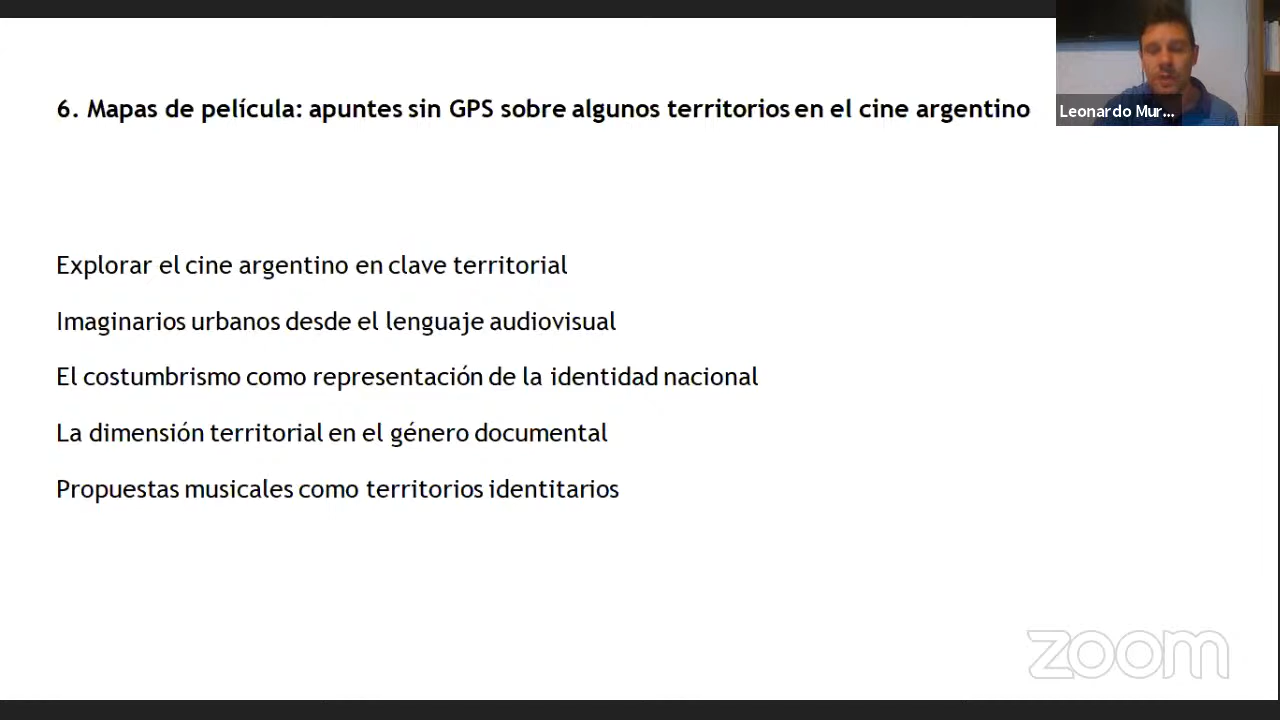 6. Mapas de película: apuntes sin GPS sobre algunos territorios en el cine argentino
Leonardo Mur...
Explorar el cine argentino en clave territorial
Imaginarios urbanos desde el lenguaje audiovisual
El costumbrismo como representación de la identidad nacional
La dimensión territorial en el género documental
Propuestas musicales como territorios identitarios
zoom